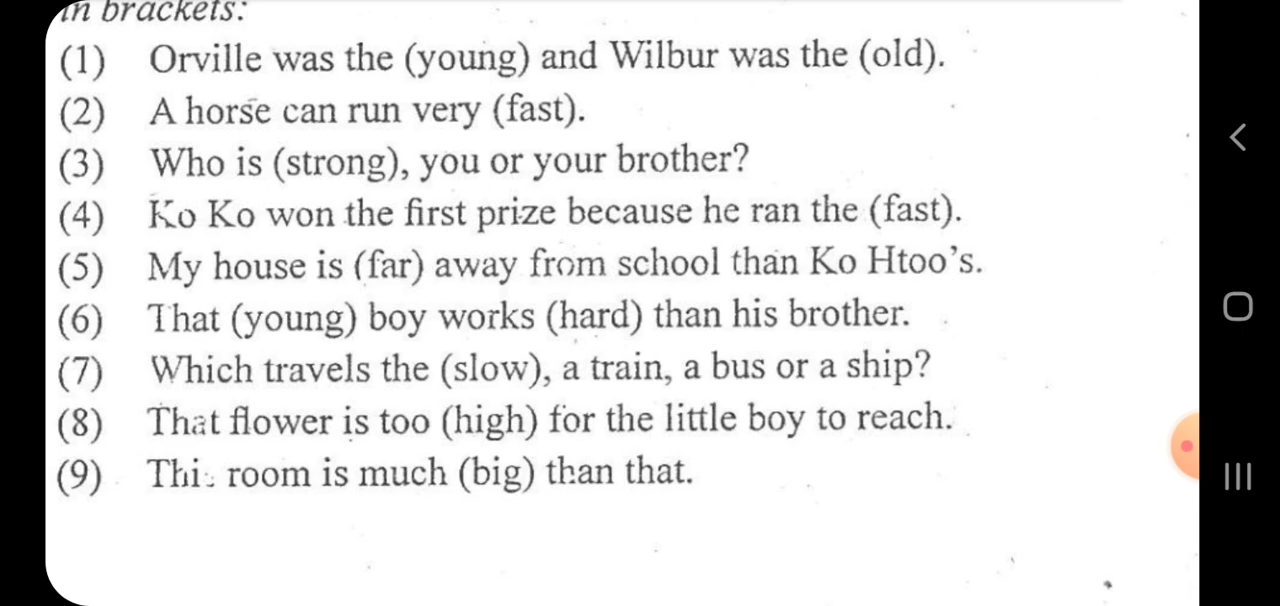 in brackets:
(1) Orville was the (young) and Wilbur was the (old).
(2) A horse can run very (fast).
(3) Who is (strong), you or your brother?
(4) Ko Ko won the first prize because he ran the (fast).
(5) My house is (far) away from school than Ko Htoo's.
(6) That (young) boy works (hard) than his brother.
(7) Which travels the (slow), a train, a bus or a ship?
(8) That flower is too (high) for the little boy to reach.
(9) This room is much (big) than that.